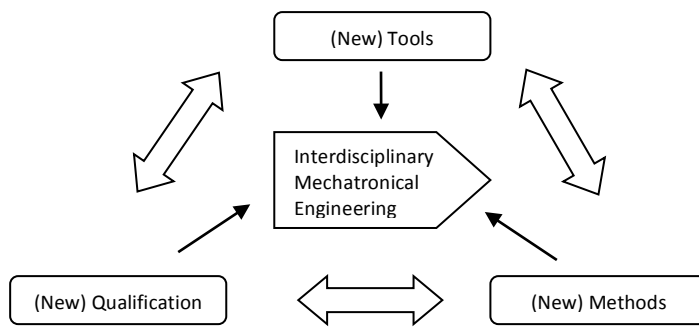 (New) Tools
Interdisciplinary
Mechatronical
Engineering
(New) Qualification
(New) Methods